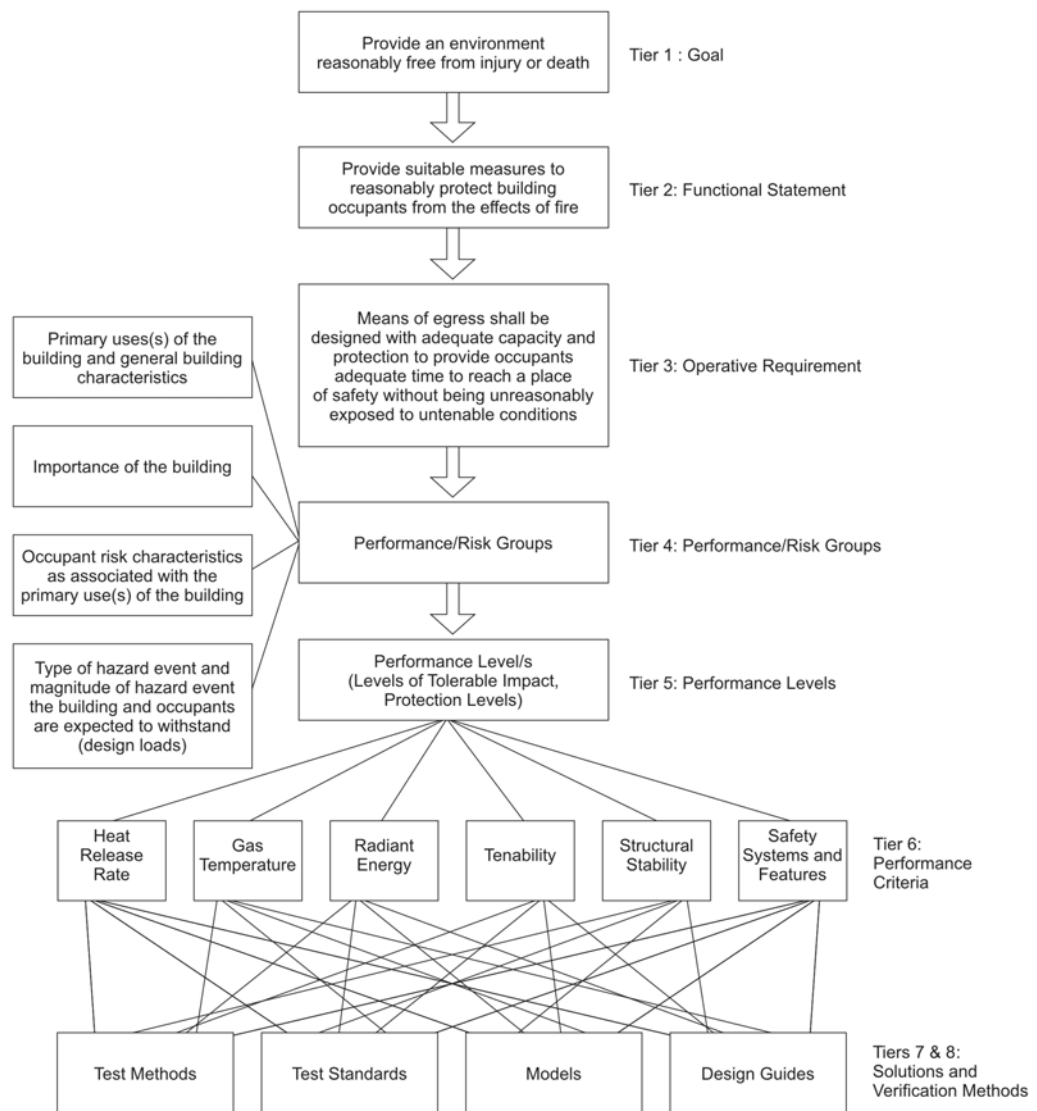 Provide an environment
reasonably free from injury or death
Tier 1 : Goal
Provide suitable measures to
reasonably protect building
occupants from the effects of fire
Tier 2: Functional Statement
Means of egress shall be
designed with adequate capacity and
protection to provide occupants
adequate time to reach a place
of safety without being unreasonably
exposed to untenable conditions
Tier 3: Operative Requirement
Primary uses(s) of the
building and general building
characteristics
Importance of the building
Occupant risk characteristics
as associated with the
primary use(s) of the building
Type of hazard event and
magnitude of hazard event
the building and occupants
are expected to withstand
(design loads)
Performance/Risk Groups
Tier 4: Performance/Risk Groups
Performance Level/s
(Levels of Tolerable Impact,
Protection Levels)
Tier 5: Performance Levels
Heat
Release
Rate
Gas
Temperature
Radiant
Energy
Tenability
Structural
Stability
Safety
Systems and
Features
Tier 6:
Performance
Criteria
Test Methods
Test Standards
Models
Design Guides
Tiers 7 & 8:
Solutions and
Verification Methods